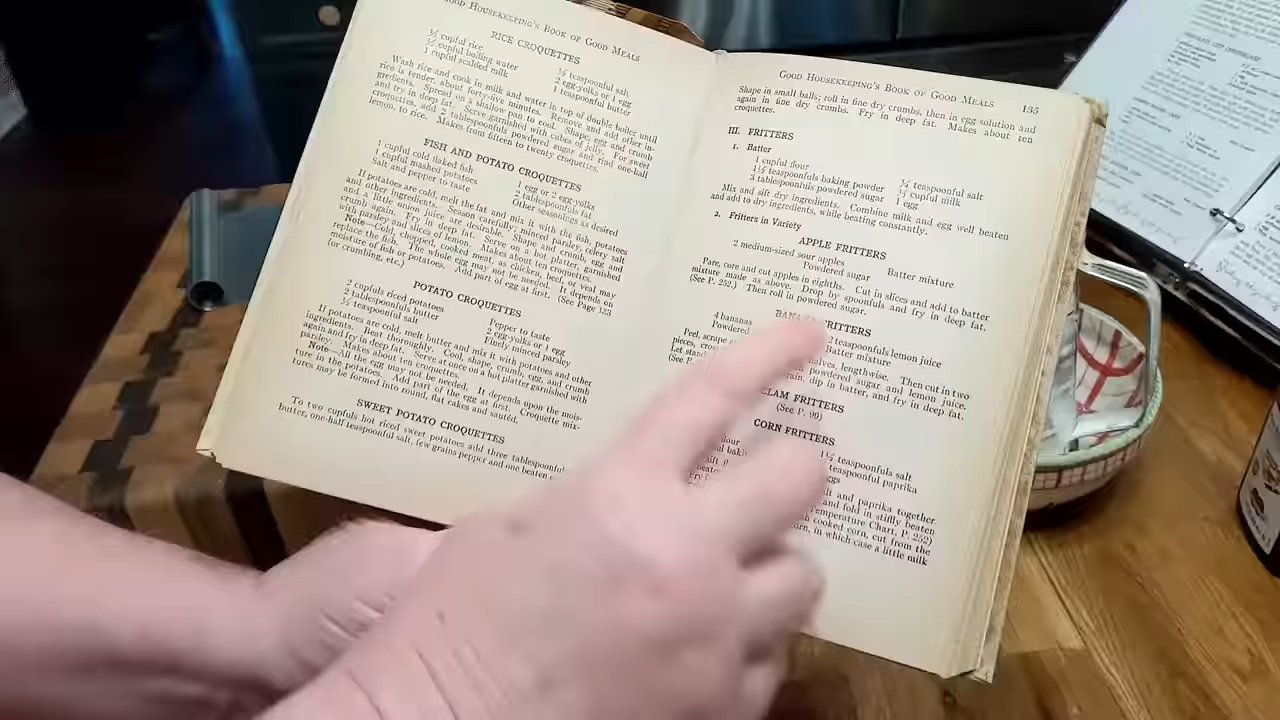 GOOD HOUSEKEEPING'S BOOK OF GOOD MEALS
RICE CROQUETTES
cupful rice
½ cupful boiling water
1 cupful scalded milk
½ teaspoonful salt
2 egg-yolks or 1 egg
1 teaspoonful butter
Wash rice and cook in milk and water in top of double boiler until
rice is tender, about forty-five minutes. Remove and add other in-
gredients. Spread on a shallow pan to cool. Shape, egg and crumb
and fry in deep fat. Serve garnished with cubes of jelly. For sweet
croquettes, add 2 tablespoonfuls powdered sugar and rind one-half
lemon, to rice. Makes from fifteen to twenty croquettes.
FISH AND POTATO CROQUETTES
1 cupful cold flaked fish
1 cupful mashed potatoes
Salt and pepper to taste
1 egg or 2 egg-yolks
2 tablespoonfuls fat
Other seasonings as desired
If potatoes are cold, melt the fat and mix it with the fish, potatoes
and other ingredients. Season carefully; minced parsley, celery salt
and a little onion juice are desirable. Shape and crumb, egg and
crumb again. Fry in deep fat. Serve on a hot platter, garnished
with parsley and slices of lemon. Makes about ten croquettes.
Note—Cold, chopped, cooked meat, as chicken, beef, or veal may
replace the fish. The whole egg may not be needed. It depends on
moisture of fish or potatoes. Add part of egg at first. (See Page 133
for crumbing, etc.)
POTATO CROQUETTES
2 cupfuls riced potatoes
2 tablespoonfuls butter
½ teaspoonful salt
Pepper to taste
2 egg-yolks or 1 egg
Finely minced parsley
If potatoes are cold, melt butter and mix it with potatoes and other
ingredients. Beat thoroughly. Cool, shape, crumb, egg, and crumb
again and fry in deep fat. Serve at once on a hot platter garnished with
parsley. Makes about ten croquettes.
Note—All the egg may not be needed. It depends upon the mois-
ture in the potatoes. Add part of the egg at first. Croquette mix-
tures may be formed into round, flat cakes and sautéd.
SWEET POTATO CROQUETTES
To two cupfuls hot riced sweet potatoes add three tablespoonfuls
butter, one-half teaspoonful salt, few grains pepper and one beaten
GOOD HOUSEKEEPING'S BOOK OF GOOD MEALS 135
Shape in small balls; roll in fine dry crumbs, then in egg solution and
again in fine dry crumbs. Fry in deep fat. Makes about ten
croquettes.
III. FRITTERS
1. Batter
1 cupful flour
1½ teaspoonfuls baking powder
3 tablespoonfuls powdered sugar
¼ teaspoonful salt
⅓ cupful milk
1 egg
Mix and sift dry ingredients. Combine milk and egg well beaten
and add to dry ingredients, while beating constantly.
2. Fritters in Variety
APPLE FRITTERS
2 medium-sized sour apples
Powdered sugar
Batter mixture
Pare, core and cut apples in eighths. Cut in slices and add to batter
mixture made as above. Drop by spoonfuls and fry in deep fat.
(See P. 252.) Then roll in powdered sugar.
FRITTERS
4 bananas
Powdered
2 teaspoonfuls lemon juice
Batter mixture
Peel, scrape
halves, lengthwise. Then cut in two
pieces,
powdered sugar and lemon juice.
Let stand
dip in batter, and fry in deep fat.
(See P.
CLAM FRITTERS
(See P. 90)
CORN FRITTERS
flour
1½ teaspoonfuls salt
teaspoonful paprika
eggs
and paprika together.
and fold in stiffly beaten
Temperature Chart, P. 252)
cooked corn, cut from the
corn, in which case a little milk